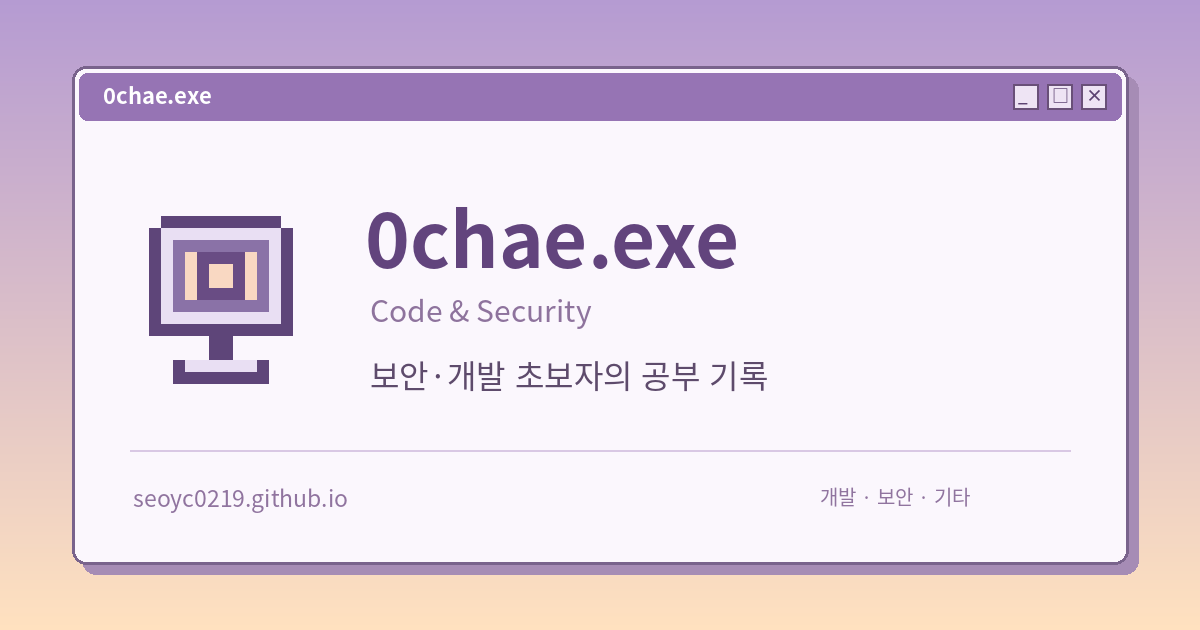 0chae.exe
0chae.exe
Code & Security
보안·개발 초보자의 공부 기록
seoyc0219.github.io
개발 · 보안 · 기타